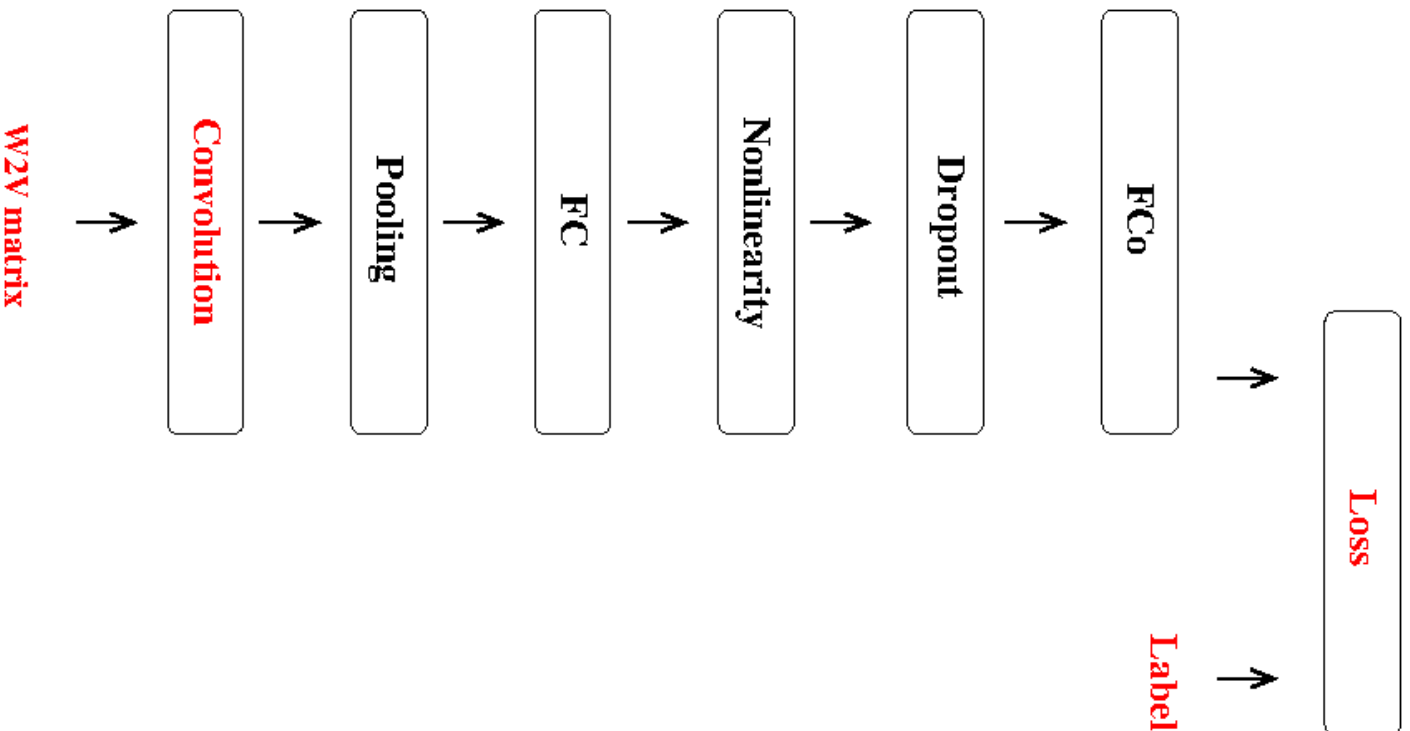 W2V matrix
Convolution
Pooling
FC
Nonlinearity
Dropout
FCo
Label
Loss